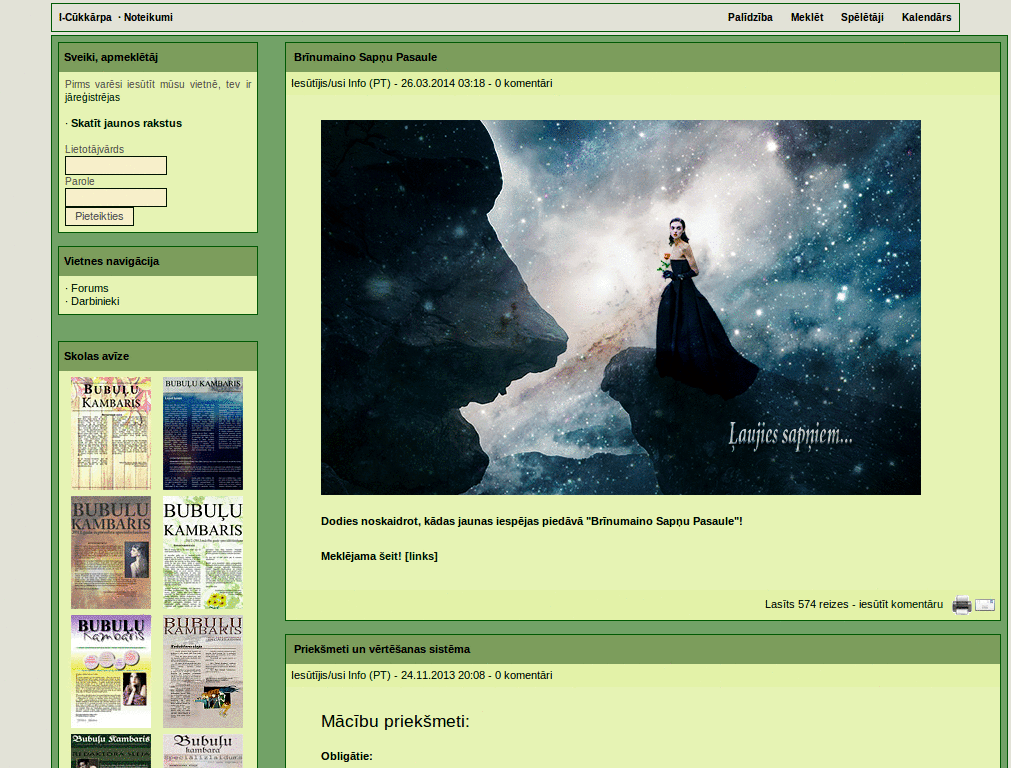 I-Cūkkārpa · Noteikumi
Palīdzība Meklēt Spēlētāji Kalendārs
Sveiki, apmeklētāj
Pirms varēsi iesūtīt mūsu vietnē, tev ir
jāreģistrējas
· Skatīt jaunos rakstus
Lietotājvārds
Parole
Pieteikties
Vietnes navigācija
· Forums
· Darbinieki
Skolas avīze
BUBUĻU
KAMBARIS
BUBUĻU KAMBARIS
BUBUĻU
KAMBARIS
BUBUĻU
KAMBARIS
BUBUĻU
Kambaris
BUBUĻU
KAMBARIS
Bubuļu Kambaris
REDAKTORA SLEJA
Bubuļu
kambara
Brīnumaino Sapņu Pasaule
Iesūtījis/usi Info (PT) - 26.03.2014 03:18 - 0 komentāri
Ļaujies sapņiem...
Dodies noskaidrot, kādas jaunas iespējas piedāvā "Brīnumaino Sapņu Pasaule"!
Meklējama šeit! [links]
Lasīts 574 reizes - iesūtīt komentāru
Priekšmeti un vērtēšanas sistēma
Iesūtījis/usi Info (PT) - 24.11.2013 20:08 - 0 komentāri
Mācību priekšmeti:
Obligātie: